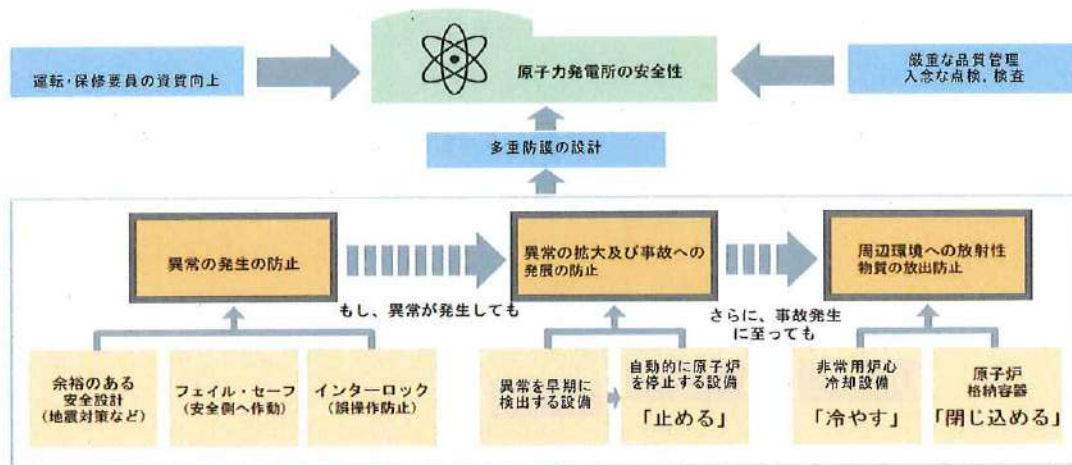 原子力発電所の安全性
運転・保修要員の資質向上
厳重な品質管理
入念な点検、検査
多重防護の設計
異常の発生の防止
もし、異常が発生しても
異常の拡大及び事故への
発展の防止
さらに、事故発生
に至っても
周辺環境への放射性
物質の放出防止
余裕のある
安全設計
(地震対策など)
フェイル・セーフ
(安全側へ作動)
インターロック
(誤操作防止)
異常を早期に
検出する設備
自動的に原子炉
を停止する設備
「止める」
非常用炉心
冷却設備
「冷やす」
原子炉
格納容器
「閉じ込める」